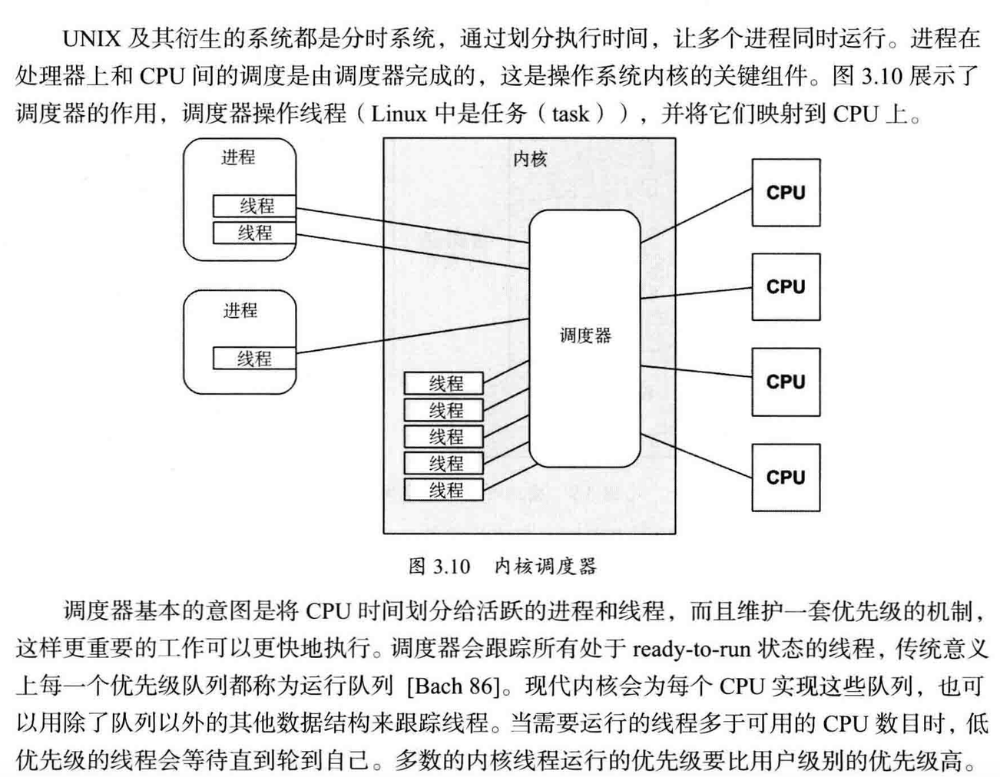 UNIX 及其衍生的系统都是分时系统，通过划分执行时间，让多个进程同时运行。进程在
处理器上和 CPU 间的调度是由调度器完成的，这是操作系统内核的关键组件。图 3.10 展示了
调度器的作用，调度器操作线程（Linux 中是任务（task）），并将它们映射到 CPU 上。
进程
线程
线程
进程
线程
内核
调度器
线程
线程
线程
线程
线程
CPU
CPU
CPU
CPU
图 3.10 内核调度器
调度器基本的意图是将 CPU 时间划分给活跃的进程和线程，而且维护一套优先级的机制，
这样更重要的工作可以更快地执行。调度器会跟踪所有处于 ready-to-run 状态的线程，传统意义
上每一个优先级队列都称为运行队列 [Bach 86]。现代内核会为每个 CPU 实现这些队列，也可
以用除了队列以外的其他数据结构来跟踪线程。当需要运行的线程多于可用的 CPU 数目时，低
优先级的线程会等待直到轮到自己。多数的内核线程运行的优先级要比用户级别的优先级高。